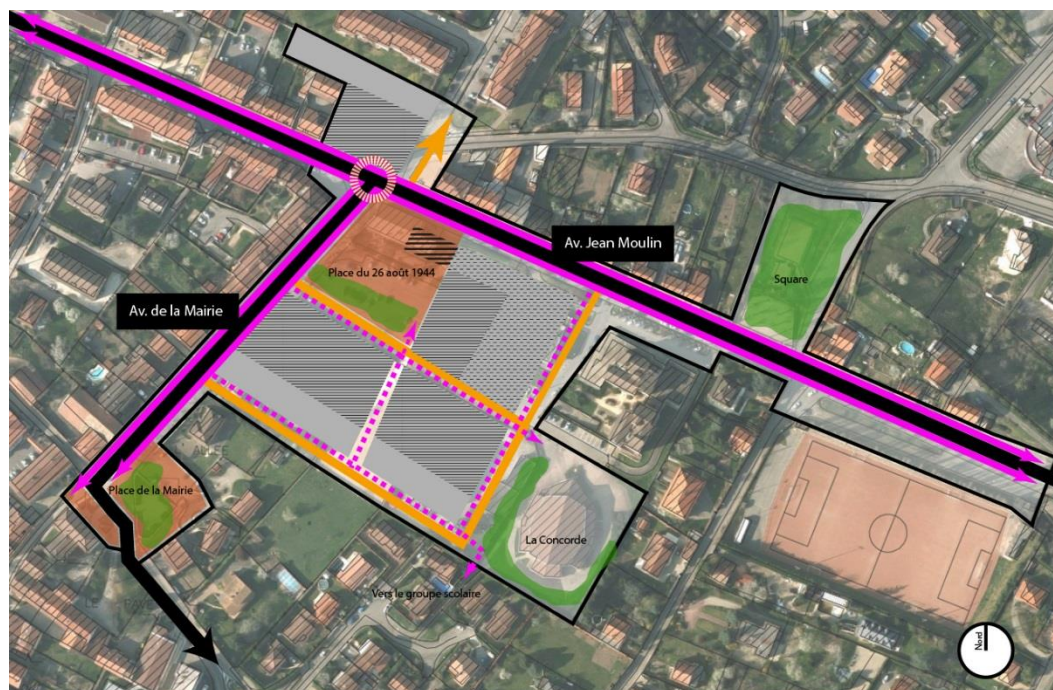 Av. Jean Moulin
Place du 26 août 1944
Square
Av. de la Mairie
Place de la Mairie
La Concorde
Vers le groupe scolaire
Nord